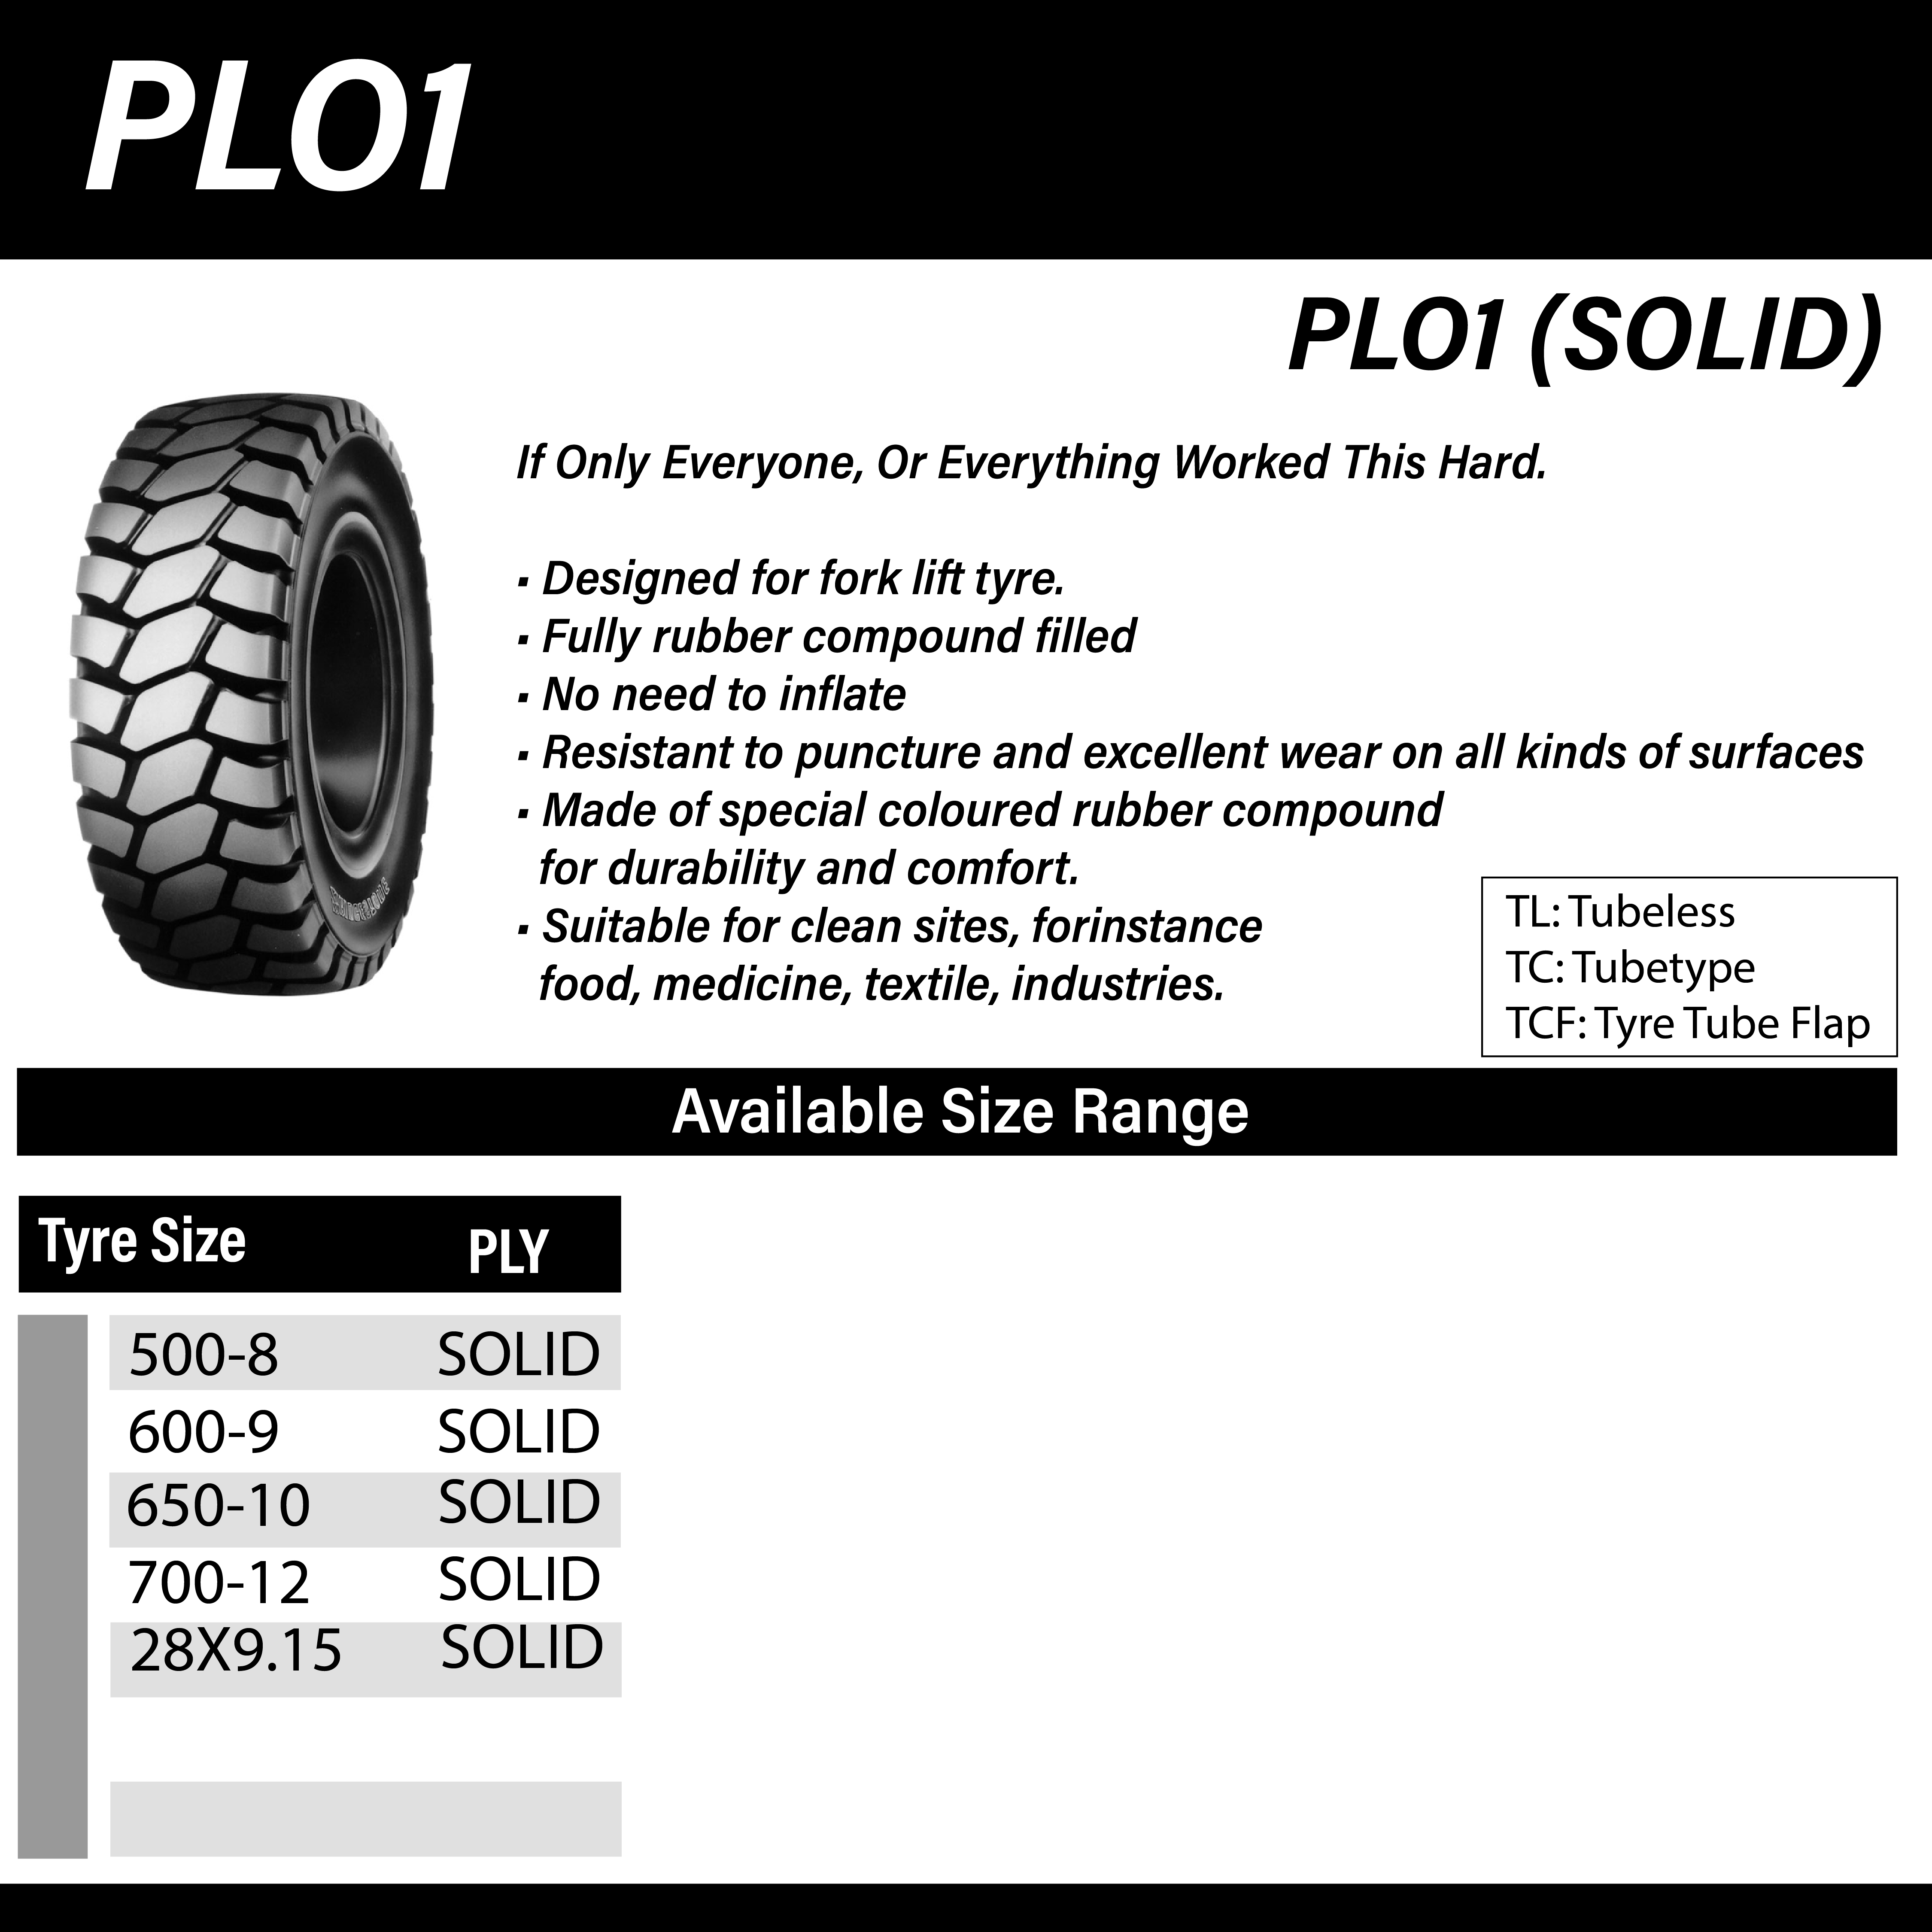 PLO1
PLO1 (SOLID)
If Only Everyone, Or Everything Worked This Hard.
· Designed for fork lift tyre.
· Fully rubber compound filled
· No need to inflate
· Resistant to puncture and excellent wear on all kinds of surfaces
· Made of special coloured rubber compound
for durability and comfort.
· Suitable for clean sites, forinstance
food, medicine, textile, industries.
BRIDGESTONE
TL: Tubeless
TC: Tubetype
TCF: Tyre Tube Flap
Available Size Range
Tyre Size PLY
500-8 SOLID
600-9 SOLID
650-10 SOLID
700-12 SOLID
28X9.15 SOLID